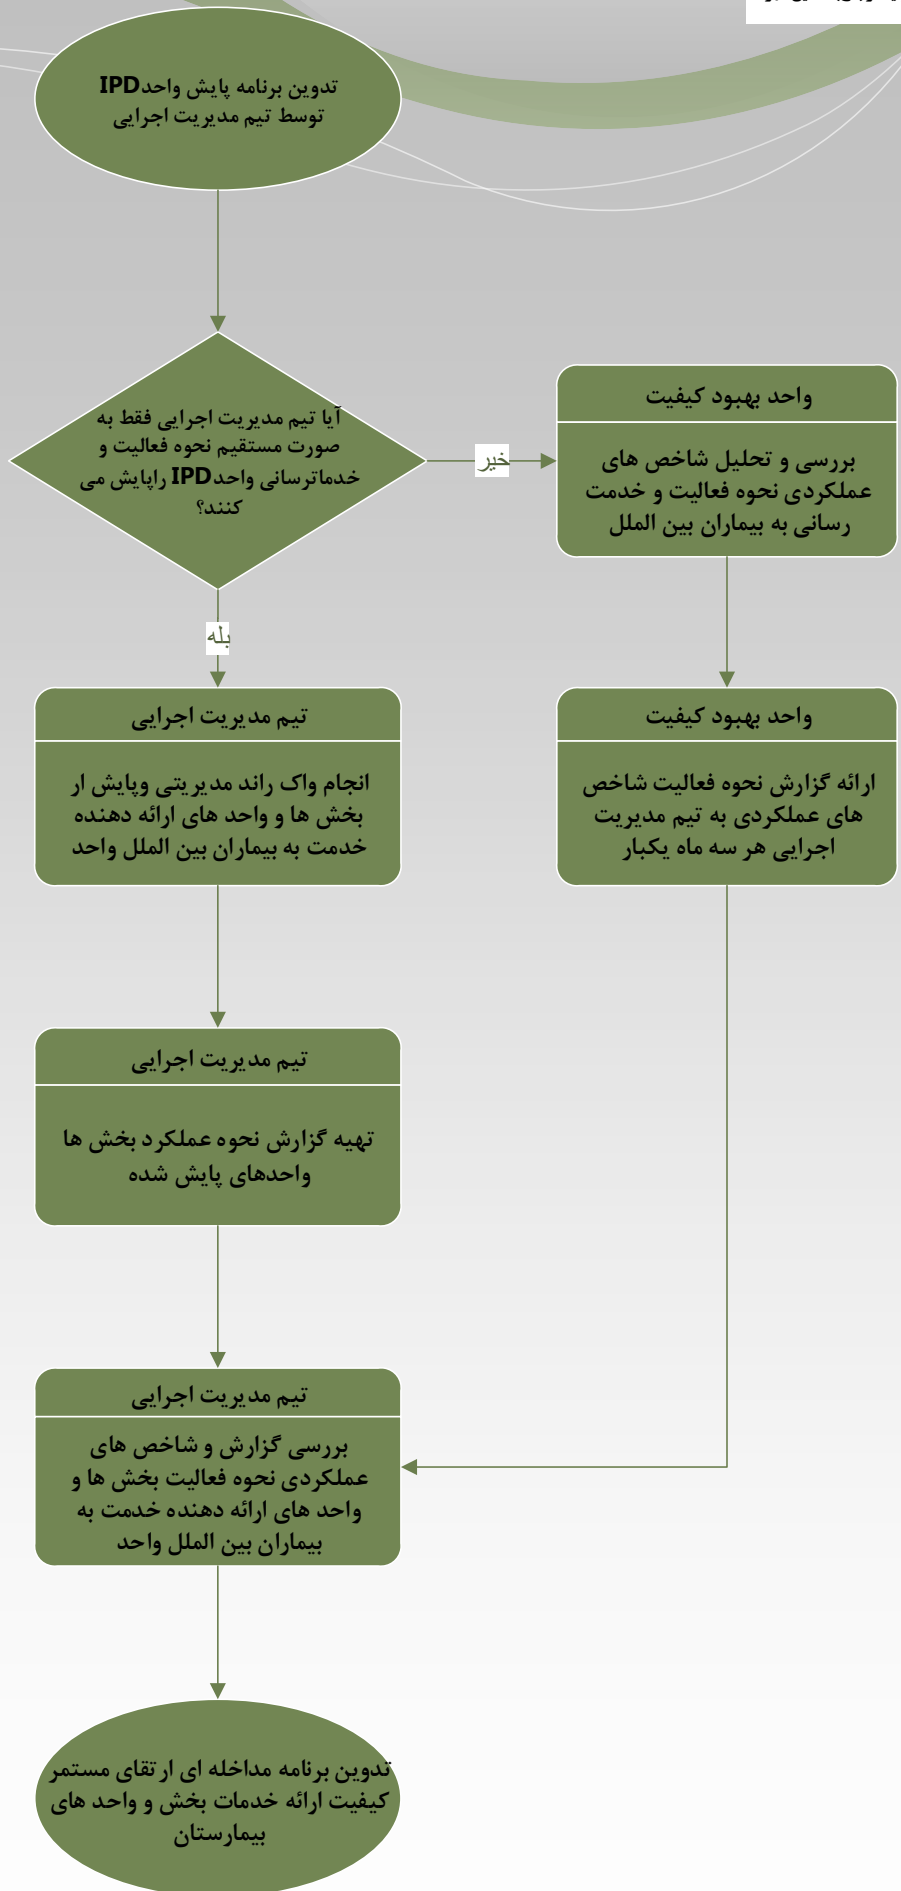 تدوین برنامه پایش واحدIPD
توسط تیم مدیریت اجرایی
آیا تیم مدیریت اجرایی فقط به
صورت مستقیم نحوه فعالیت و
خدماترسانی واحدIPD راپایش می
کنند؟
خیر
واحد بهبود کیفیت
بررسی و تحلیل شاخص های
عملکردی نحوه فعالیت و خدمت
رسانی به بیماران بین الملل
بله
تیم مدیریت اجرایی
انجام واک راند مدیریتی وپایش ار
بخش ها و واحد های ارائه دهنده
خدمت به بیماران بین الملل واحد
واحد بهبود کیفیت
ارائه گزارش نحوه فعالیت شاخص
های عملکردی به تیم مدیریت
اجرایی هر سه ماه یکبار
تیم مدیریت اجرایی
تهیه گزارش نحوه عملکرد بخش ها
واحدهای پایش شده
تیم مدیریت اجرایی
بررسی گزارش و شاخص های
عملکردی نحوه فعالیت بخش ها و
واحد های ارائه دهنده خدمت به
بیماران بین الملل واحد
تدوین برنامه مداخله ای ارتقای مستمر
کیفیت ارائه خدمات بخش و واحد های
بیمارستان